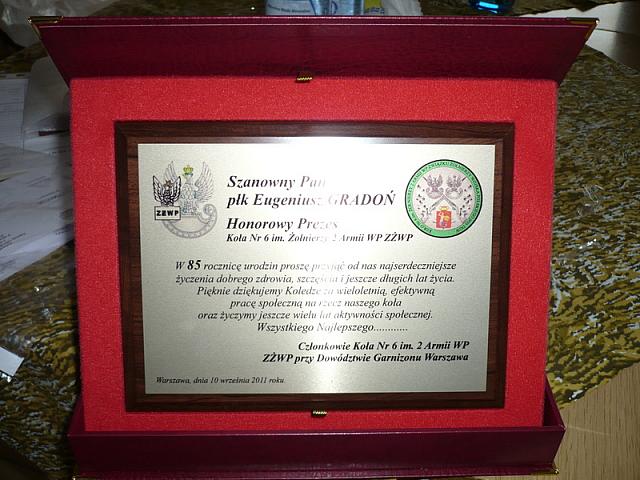 ZŻWP
Szanowny Pan
płk Eugeniusz GRADOŃ
Honorowy Prezes
Koła Nr 6 im. Żołnierzy 2 Armii WP ZŻWP
W 85 rocznicę urodzin proszę przyjąć od nas najserdeczniejsze
życzenia dobrego zdrowia, szczęścia i jeszcze długich lat życia.
Pięknie dziękujemy Koledze za wieloletnią, efektywną
pracę społeczną na rzecz naszego koła
oraz życzymy jeszcze wielu lat aktywności społecznej.
Wszystkiego Najlepszego............
Członkowie Koła Nr 6 im. 2 Armii WP
ZŻWP przy Dowództwie Garnizonu Warszawa
Warszawa, dnia 10 września 2011 roku